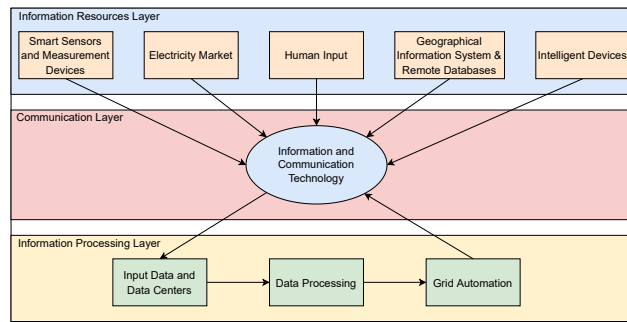 Information Resources Layer
Smart Sensors
and Measurement
Devices
Electricity Market
Human Input
Geographical
Information System &
Remote Databases
Intelligent Devices
Communication Layer
Information and
Communication
Technology
Information Processing Layer
Input Data and
Data Centers
Data Processing
Grid Automation